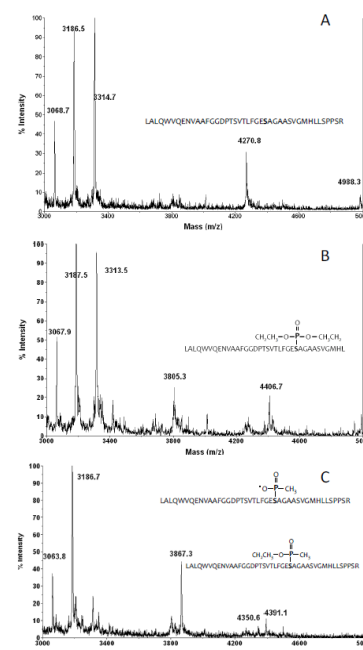 A
3186.5
3314.7
3068.7
LALQWVQENVAAFGGDPTSVTLFGESAGAASVGMHLLSPPSR
4270.8
4988.3
% Intensity
100
90
80
70
60
50
40
30
20
10
0
3000 3400 3800 4200 4600 50
Mass (m/z)
B
3187.5
3313.5
3067.9
O
CH₃CH₂—O—P—O—CH₂CH₃
LALQWVQENVAAFGGDPTSVTLFGESAGAASVGMHL
3805.3
4406.7
% Intensity
100
90
80
70
60
50
40
30
20
10
0
3000 3400 3800 4200 4600 50
Mass (m/z)
C
3186.7
O
O—P—CH₃
LALQWVQENVAAFGGDPTSVTLFGESAGAASVGMHLLSPPSR
3867.3
3063.8
O
CH₃CH₂—O—P—CH₃
LALQWVQENVAAFGGDPTSVTLFGESAGAASVGMHLLSPPSR
4350.6
4391.1
% Intensity
100
90
80
70
60
50
40
30
20
10
0
3000 3400 3800 4200 4600 50
Mass (m/z)